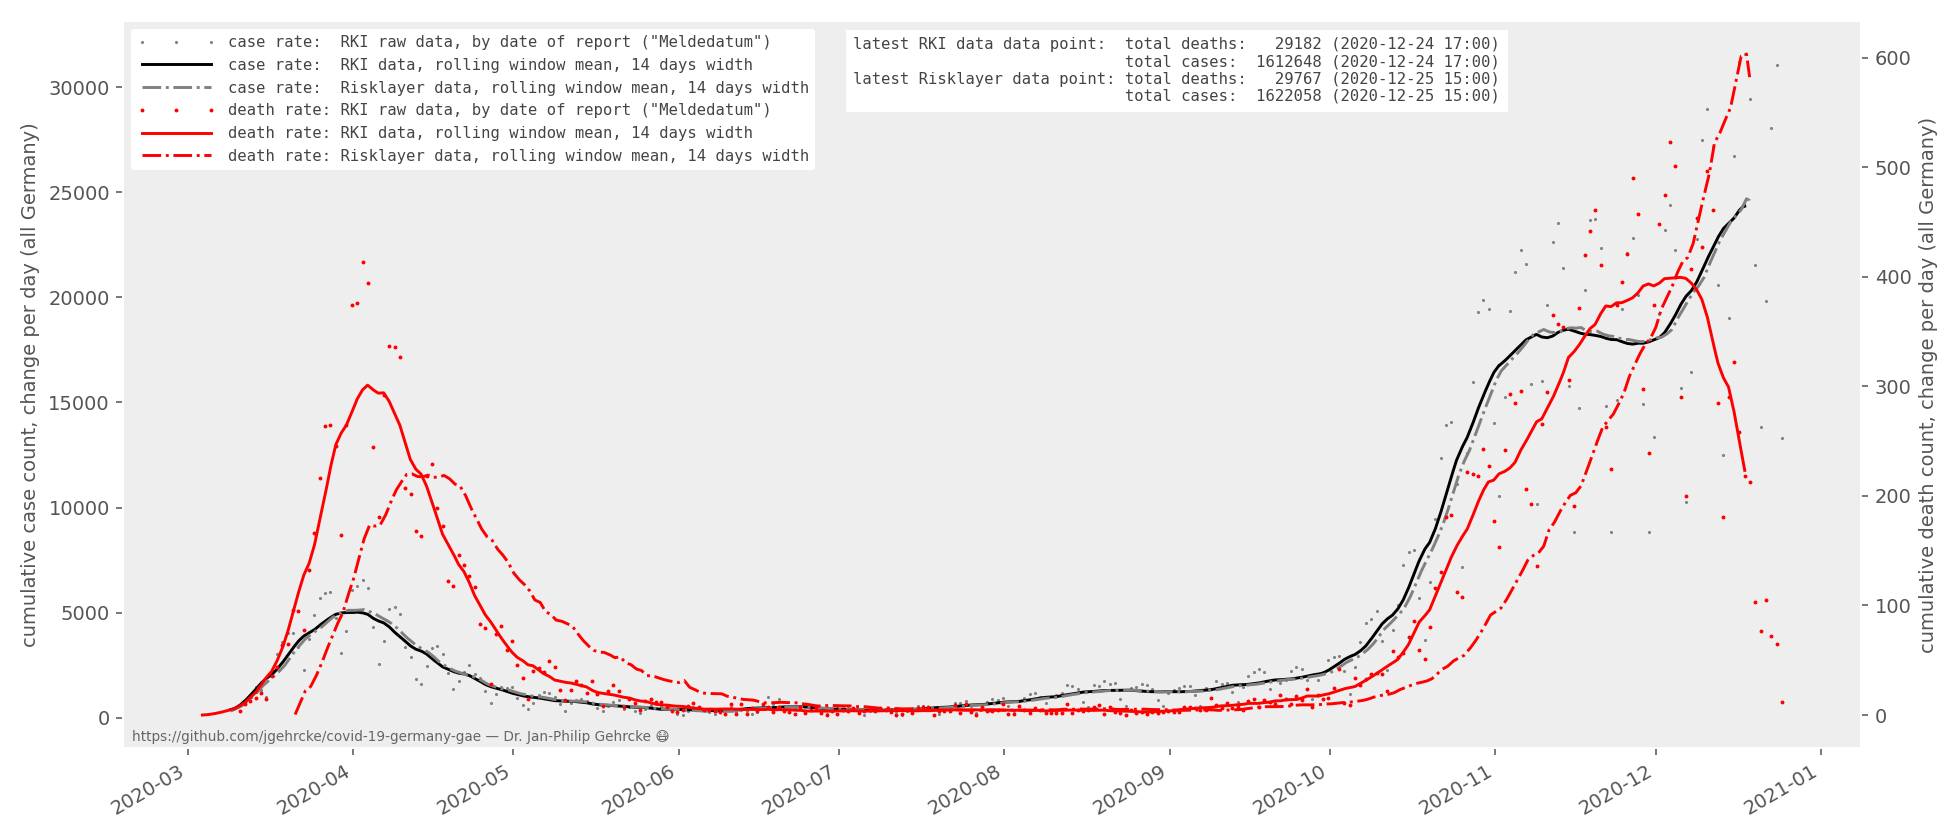 case rate:  RKI raw data, by date of report ("Meldedatum")
case rate:  RKI data, rolling window mean, 14 days width
case rate:  Risklayer data, rolling window mean, 14 days width
death rate: RKI raw data, by date of report ("Meldedatum")
death rate: RKI data, rolling window mean, 14 days width
death rate: Risklayer data, rolling window mean, 14 days width
latest RKI data data point:  total deaths:   29182 (2020-12-24 17:00)
total cases:  1612648 (2020-12-24 17:00)
latest Risklayer data point: total deaths:   29767 (2020-12-25 15:00)
total cases:  1622058 (2020-12-25 15:00)
cumulative case count, change per day (all Germany)
30000
25000
20000
15000
10000
5000
0
600
500
400
300
200
100
0
cumulative death count, change per day (all Germany)
https://github.com/jgehrcke/covid-19-germany-gae — Dr. Jan-Philip Gehrcke 😷
2020-03
2020-04
2020-05
2020-06
2020-07
2020-08
2020-09
2020-10
2020-11
2020-12
2021-01